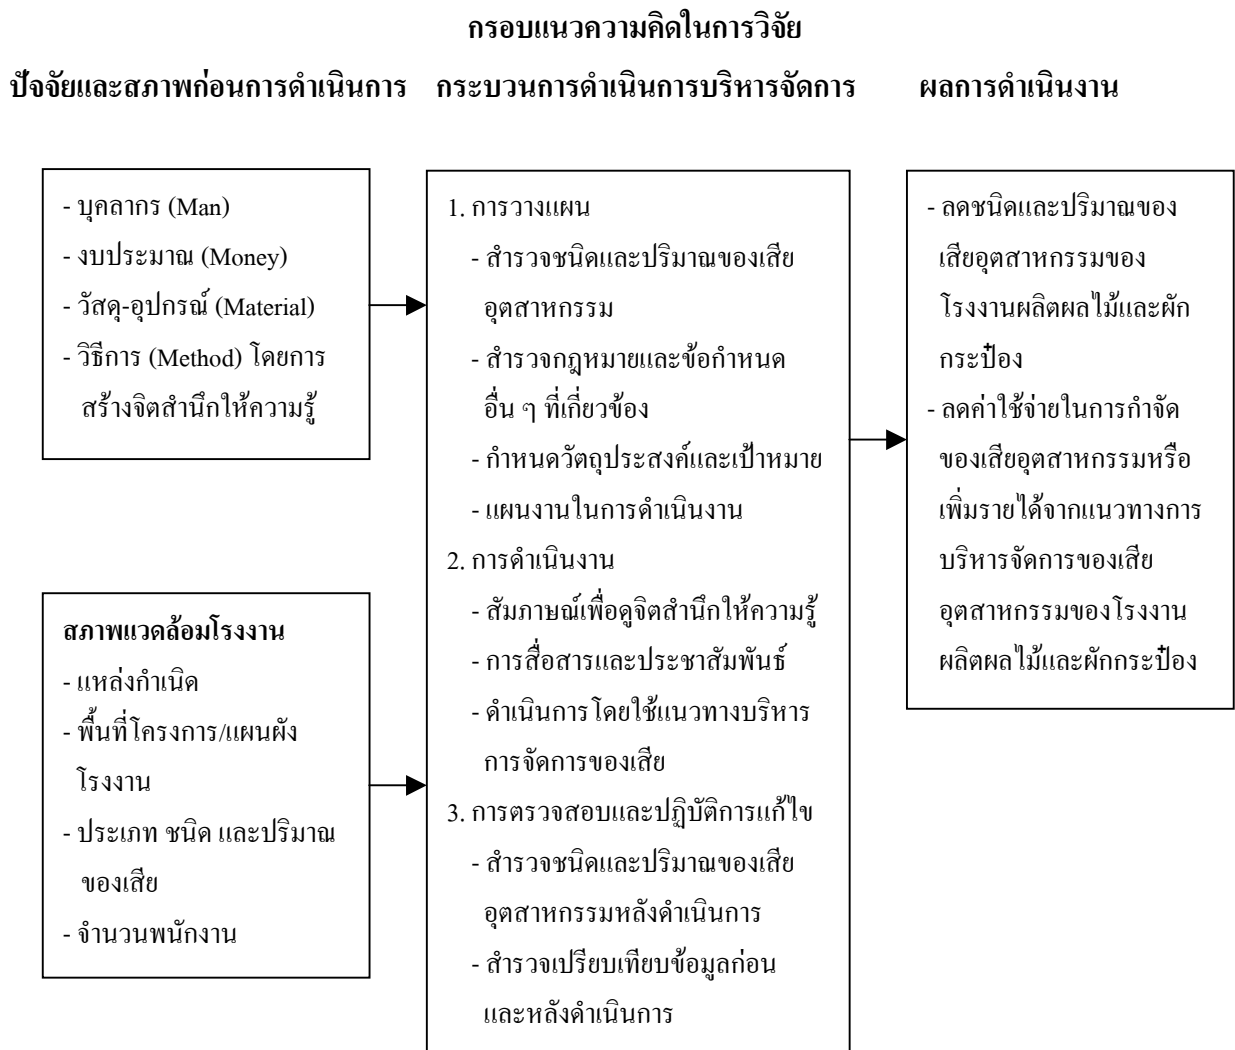 กรอบแนวความคิดในการวิจัย
ปัจจัยและสภาพก่อนการดำเนินการ
กระบวนการดำเนินการบริหารจัดการ
ผลการดำเนินงาน
- บุคลากร (Man)
- งบประมาณ (Money)
- วัสดุ-อุปกรณ์ (Material)
- วิธีการ (Method) โดยการ
สร้างจิตสำนึกให้ความรู้
สภาพแวดล้อมโรงงาน
- แหล่งกำเนิด
- พื้นที่โครงการ/แผนผัง
โรงงาน
- ประเภท ชนิด และปริมาณ
ของเสีย
- จำนวนพนักงาน
1. การวางแผน
- สำรวจชนิดและปริมาณของเสีย
อุตสาหกรรม
- สำรวจกฎหมายและข้อกำหนด
อื่น ๆ ที่เกี่ยวข้อง
- กำหนดวัตถุประสงค์และเป้าหมาย
- แผนงานในการดำเนินงาน
2. การดำเนินงาน
- สัมภาษณ์เพื่อดูจิตสำนึกให้ความรู้
- การสื่อสารและประชาสัมพันธ์
- ดำเนินการโดยใช้แนวทางบริหาร
การจัดการของเสีย
3. การตรวจสอบและปฏิบัติการแก้ไข
- สำรวจชนิดและปริมาณของเสีย
อุตสาหกรรมหลังดำเนินการ
- สำรวจเปรียบเทียบข้อมูลก่อน
และหลังดำเนินการ
- ลดชนิดและปริมาณของ
เสียอุตสาหกรรมของ
โรงงานผลิตผลไม้และผัก
กระป๋อง
- ลดค่าใช้จ่ายในการกำจัด
ของเสียอุตสาหกรรมหรือ
เพิ่มรายได้จากแนวทางการ
บริหารจัดการของเสีย
อุตสาหกรรมของโรงงาน
ผลิตผลไม้และผักกระป๋อง